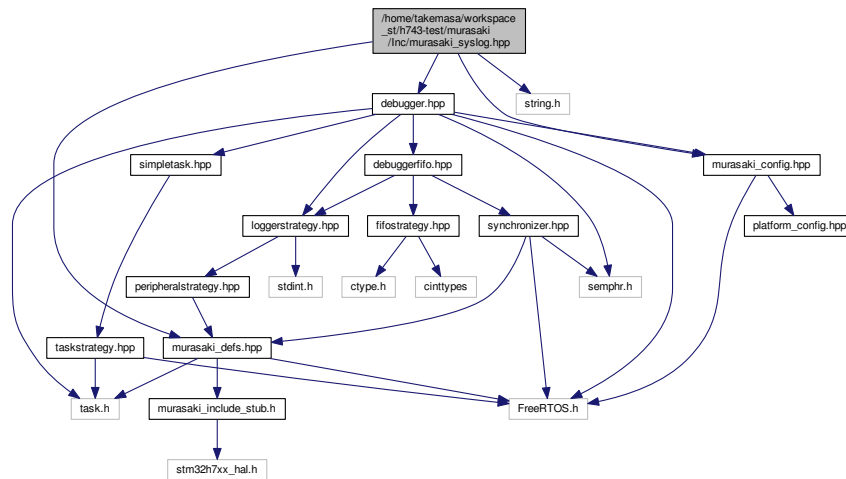 /home/takemasa/workspace
_st/h743-test/murasaki
/Inc/murasaki_syslog.hpp
debugger.hpp
string.h
simpletask.hpp
debuggerfifo.hpp
murasaki_config.hpp
loggerstrategy.hpp
fifostrategy.hpp
synchronizer.hpp
platform_config.hpp
peripheralstrategy.hpp
stdint.h
ctype.h
cinttypes
semphr.h
taskstrategy.hpp
murasaki_defs.hpp
task.h
murasaki_include_stub.h
FreeRTOS.h
stm32h7xx_hal.h